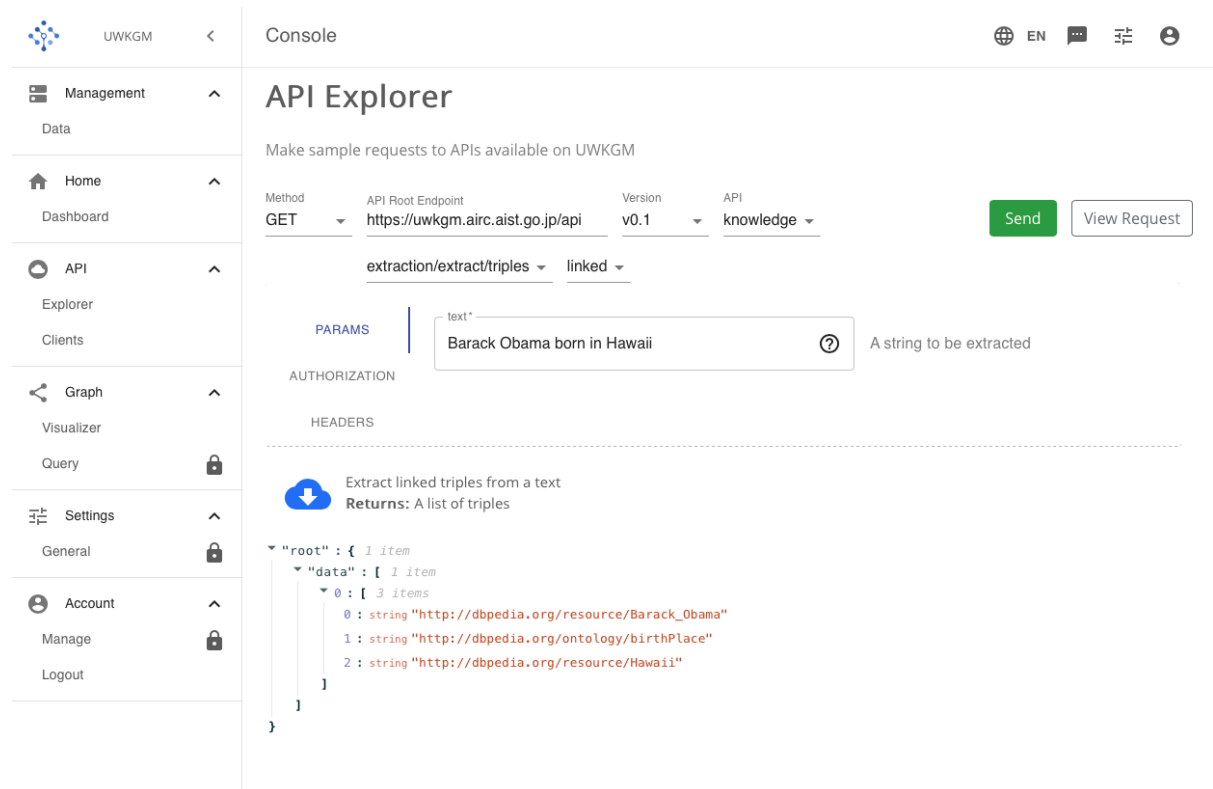 UWKGM
Console
EN
Management
Data
Home
Dashboard
API
Explorer
Clients
Graph
Visualizer
Query
Settings
General
Account
Manage
Logout
API Explorer
Make sample requests to APIs available on UWKGM
Method
API Root Endpoint
Version
API
GET
https://uwkgm.airc.aist.go.jp/api
v0.1
knowledge
Send
View Request
extraction/extract/triples
linked
PARAMS
AUTHORIZATION
HEADERS
text*
Barack Obama born in Hawaii
A string to be extracted
Extract linked triples from a text
Returns: A list of triples
"root" : { 1 item
"data" : [ 1 item
0 : [ 3 items
0 : string "http://dbpedia.org/resource/Barack_Obama"
1 : string "http://dbpedia.org/ontology/birthPlace"
2 : string "http://dbpedia.org/resource/Hawaii"
]
]
}